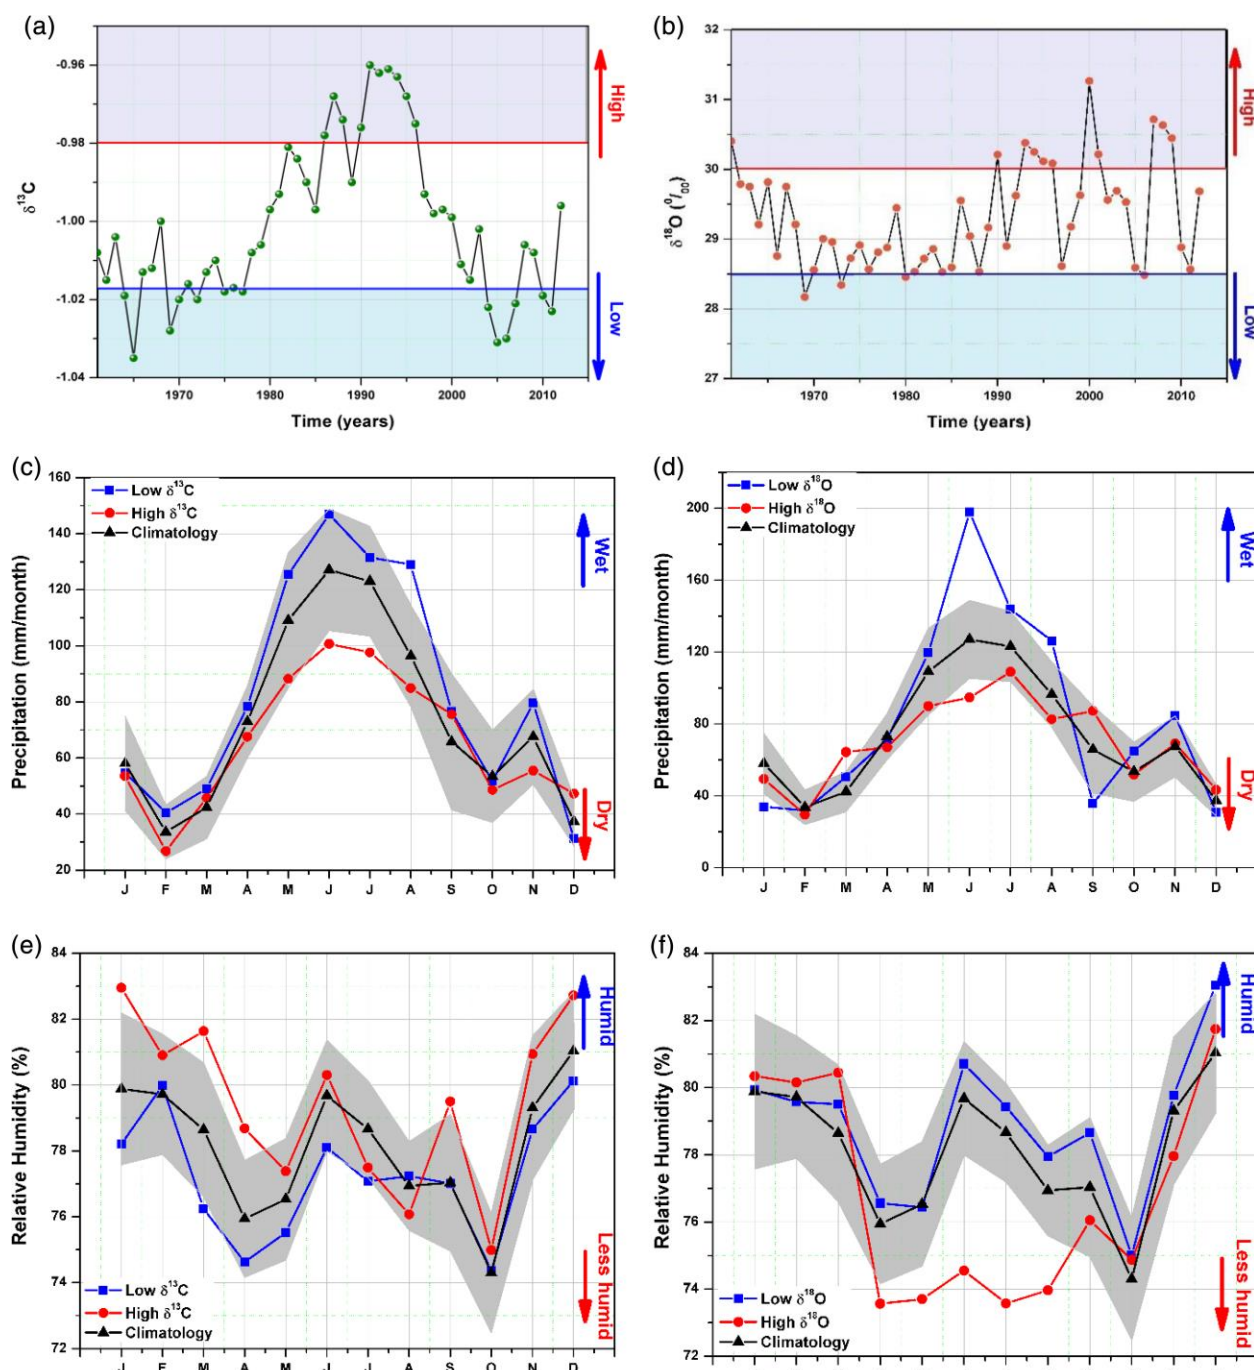 (a)
-0.96
-0.98
-1.00
-1.02
-1.04
δ¹³C
1970 1980 1990 2000 2010
Time (years)
High
Low
(b)
32
31
30
29
28
27
δ¹⁸O (⁰/₀₀)
1970 1980 1990 2000 2010
Time (years)
High
Low
(c)
160
140
120
100
80
60
40
20
Precipitation (mm/month)
Low δ¹³C
High δ¹³C
Climatology
Wet
Dry
J F M A M J J A S O N D
(d)
200
160
120
80
40
0
Precipitation (mm/month)
Low δ¹⁸O
High δ¹⁸O
Climatology
Wet
Dry
J F M A M J J A S O N D
(e)
84
82
80
78
76
74
72
Relative Humidity (%)
Low δ¹³C
High δ¹³C
Climatology
Humid
Less humid
J F M A M J J A S O N D
(f)
84
82
80
78
76
74
72
Relative Humidity (%)
Low δ¹⁸O
High δ¹⁸O
Climatology
Humid
Less humid
J F M A M J J A S O N D